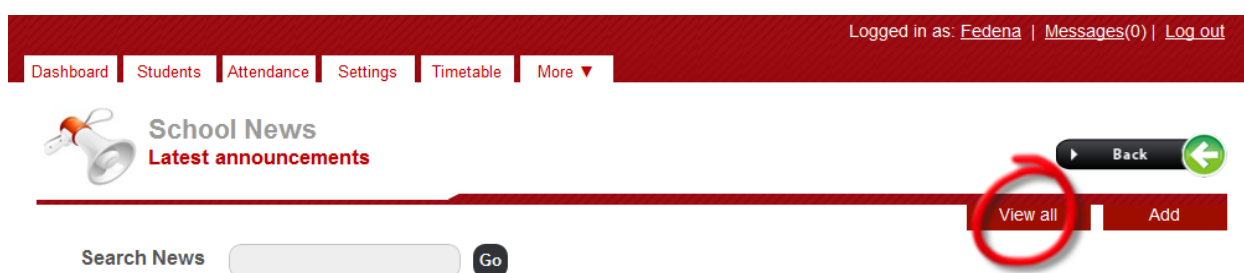 Logged in as: Fedena | Messages(0) | Log out
Dashboard Students Attendance Settings Timetable More ▼
School News
Latest announcements
Back
View all Add
Search News Go